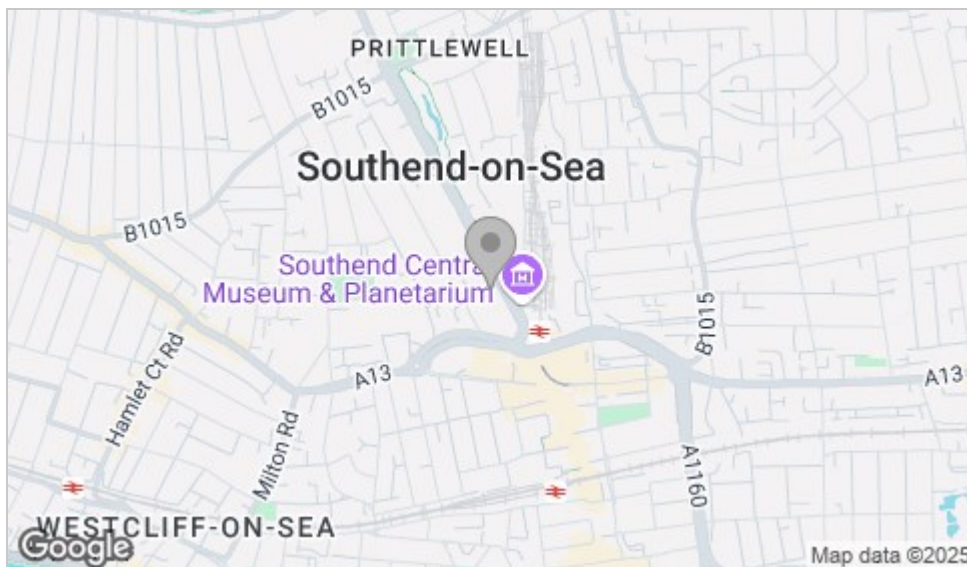 PRITTLEWELL
B1015
Southend-on-Sea
B1015
Southend Central
Museum & Planetarium
B1015
Hamlet Ct Rd
A13
A13
Milton Rd
A1160
WESTCLIFF-ON-SEA
Google
Map data ©2025